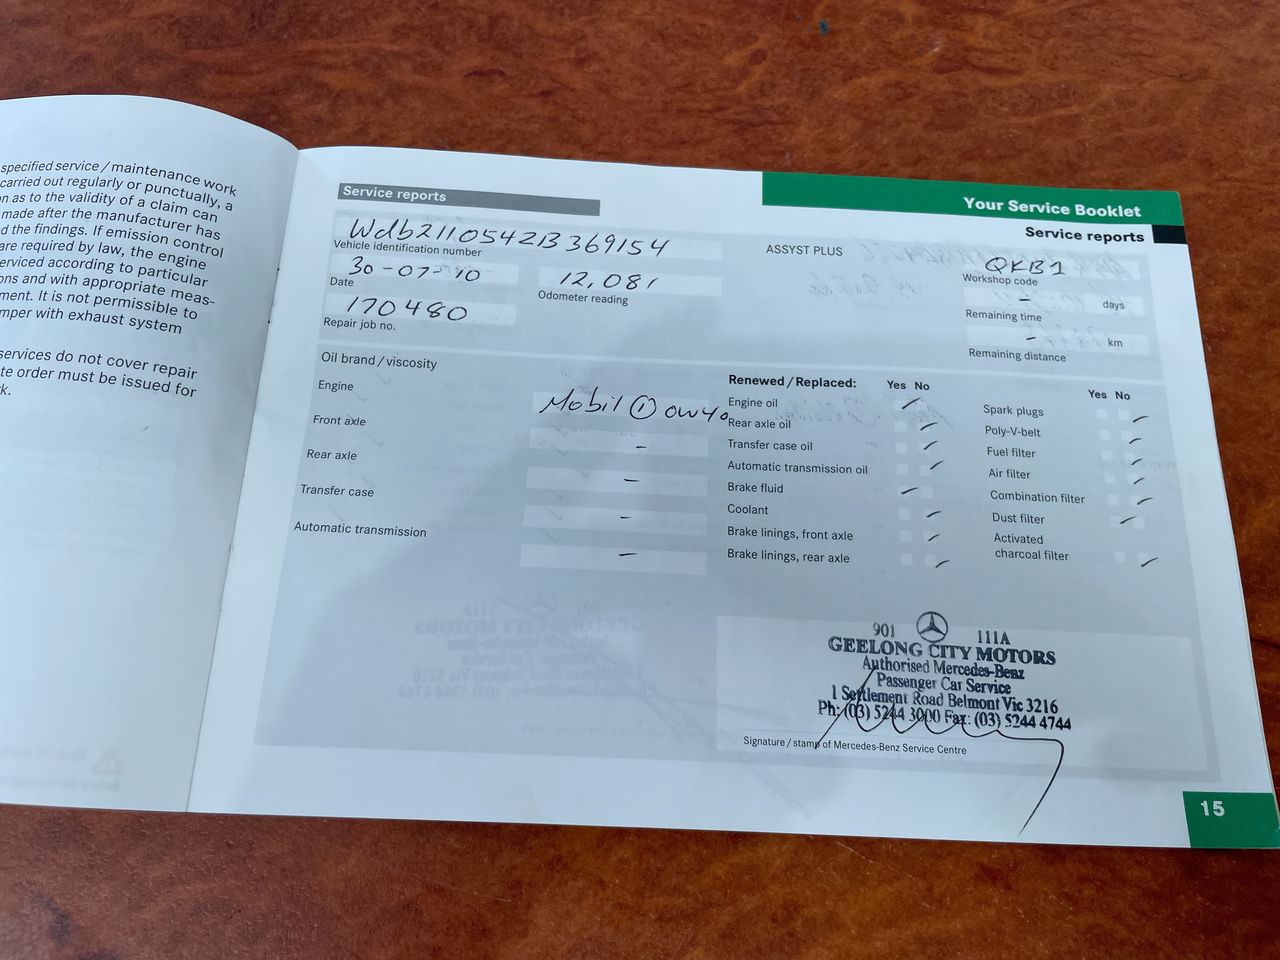 specified service / maintenance work
carried out regularly or punctually, a
on as to the validity of a claim can
made after the manufacturer has
d the findings. If emission control
are required by law, the engine
erviced according to particular
ons and with appropriate meas-
ment. It is not permissible to
mper with exhaust system
services do not cover repair
te order must be issued for
k.
Your Service Booklet
Service reports
Service reports
Wdb2110542B369154
Vehicle identification number
30-07-10
Date
12,081
Odometer reading
170480
Repair job no.
ASSYST PLUS
QKB1
Workshop code
- days
Remaining time
- km
Remaining distance
Oil brand / viscosity
Engine Mobil 1 0W40
Front axle -
Rear axle -
Transfer case -
Automatic transmission -
Renewed / Replaced: Yes No
Engine oil
Rear axle oil
Transfer case oil
Automatic transmission oil
Brake fluid
Coolant
Brake linings, front axle
Brake linings, rear axle
Yes No
Spark plugs
Poly-V-belt
Fuel filter
Air filter
Combination filter
Dust filter
Activated
charcoal filter
901 111A
GEELONG CITY MOTORS
Authorised Mercedes-Benz
Passenger Car Service
1 Settlement Road Belmont Vic 3216
Ph: (03) 5244 3000 Fax: (03) 5244 4744
Signature / stamp of Mercedes-Benz Service Centre
15